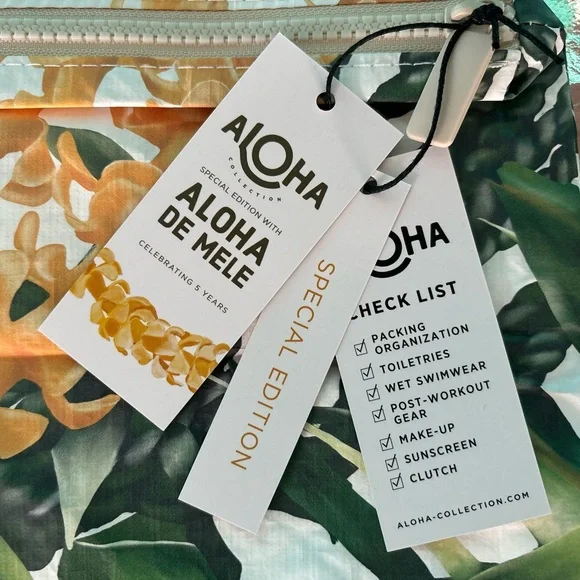 ALOHA
COLLECTION
SPECIAL EDITION WITH
ALOHA
DE MELE
CELEBRATING 5 YEARS
SPECIAL EDITION
OHA
CHECK LIST
PACKING
ORGANIZATION
TOILETRIES
WET SWIMWEAR
POST-WORKOUT
GEAR
MAKE-UP
SUNSCREEN
CLUTCH
ALOHA-COLLECTION.COM